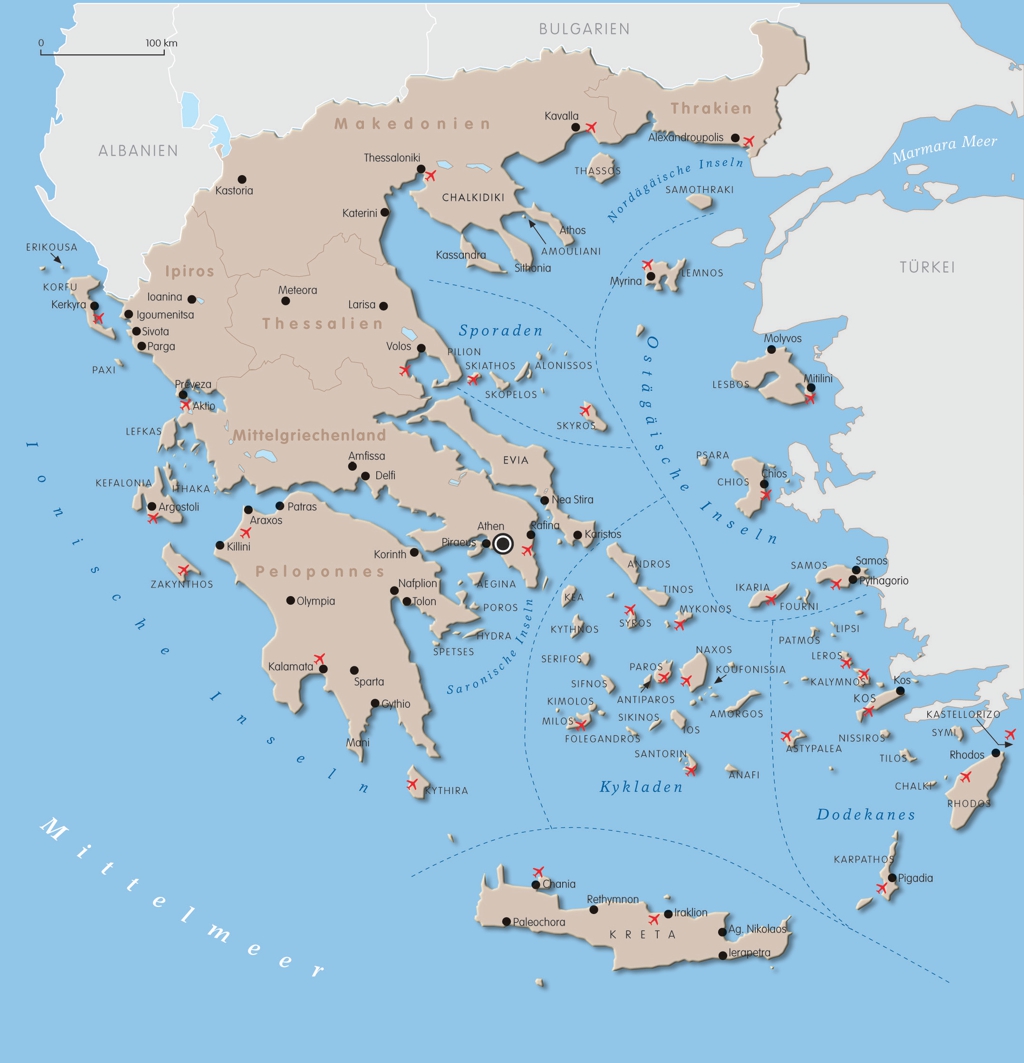 BULGARIEN
0 100 km
Thrakien
Makedonien
Kavalla
Alexandroupolis
Marmara Meer
ALBANIEN
Thessaloniki
Nordägäische Inseln
THASSOS
Kastoria
CHALKIDIKI
SAMOTHRAKI
Katerini
Athos
ERIKOUSA
AMOULIANI
Kassandra
Sithonia
TÜRKEI
Ipiros
LEMNOS
Myrina
KORFU
Meteora
Ioanina
Kerkyra
Larisa
Igoumenitsa
Thessalien
Sivota
Sporaden
Molyvos
Parga
Volos
PILION
Ostägäische Inseln
SKIATHOS
ALONISSOS
PAXI
Mitilini
LESBOS
Preveza
SKOPELOS
Aktio
SKYROS
LEFKAS
Mittelgriechenland
Ionische Inseln
Amfissa
PSARA
EVIA
Delfi
Chios
CHIOS
KEFALONIA
ITHAKA
Nea Stira
Argostoli
Patras
Araxos
Athen
Rafina
Karistos
Piraeus
Killini
Korinth
Samos
ANDROS
SAMOS
Peloponnes
Pylhagorio
ZAKYNTHOS
Nafplion
AEGINA
IKARIA
TINOS
KEA
Olympia
Tolon
FOURNI
POROS
MYKONOS
SYROS
KYTHNOS
LIPSI
HYDRA
PATMOS
SPETSES
Saronische Inseln
NAXOS
LEROS
SERIFOS
Kalamata
PAROS
KOUFONISSIA
Sparta
SIFNOS
KALYMNOS
Kos
ANTIPAROS
KOS
KIMOLOS
Gythio
AMORGOS
KASTELLORIZO
SIKINOS
MILOS
IOS
SYMI
FOLEGANDROS
NISSIROS
Mani
ASTYPALEA
SANTORIN
Rhodos
TILOS
ANAFI
Kykladen
CHALKI
KYTHIRA
RHODOS
Dodekanes
Mittelmeer
KARPATHOS
Pigadia
Chania
Rethymnon
Iraklion
Paleochora
Ag. Nikolaos
KRETA
Ierapetra